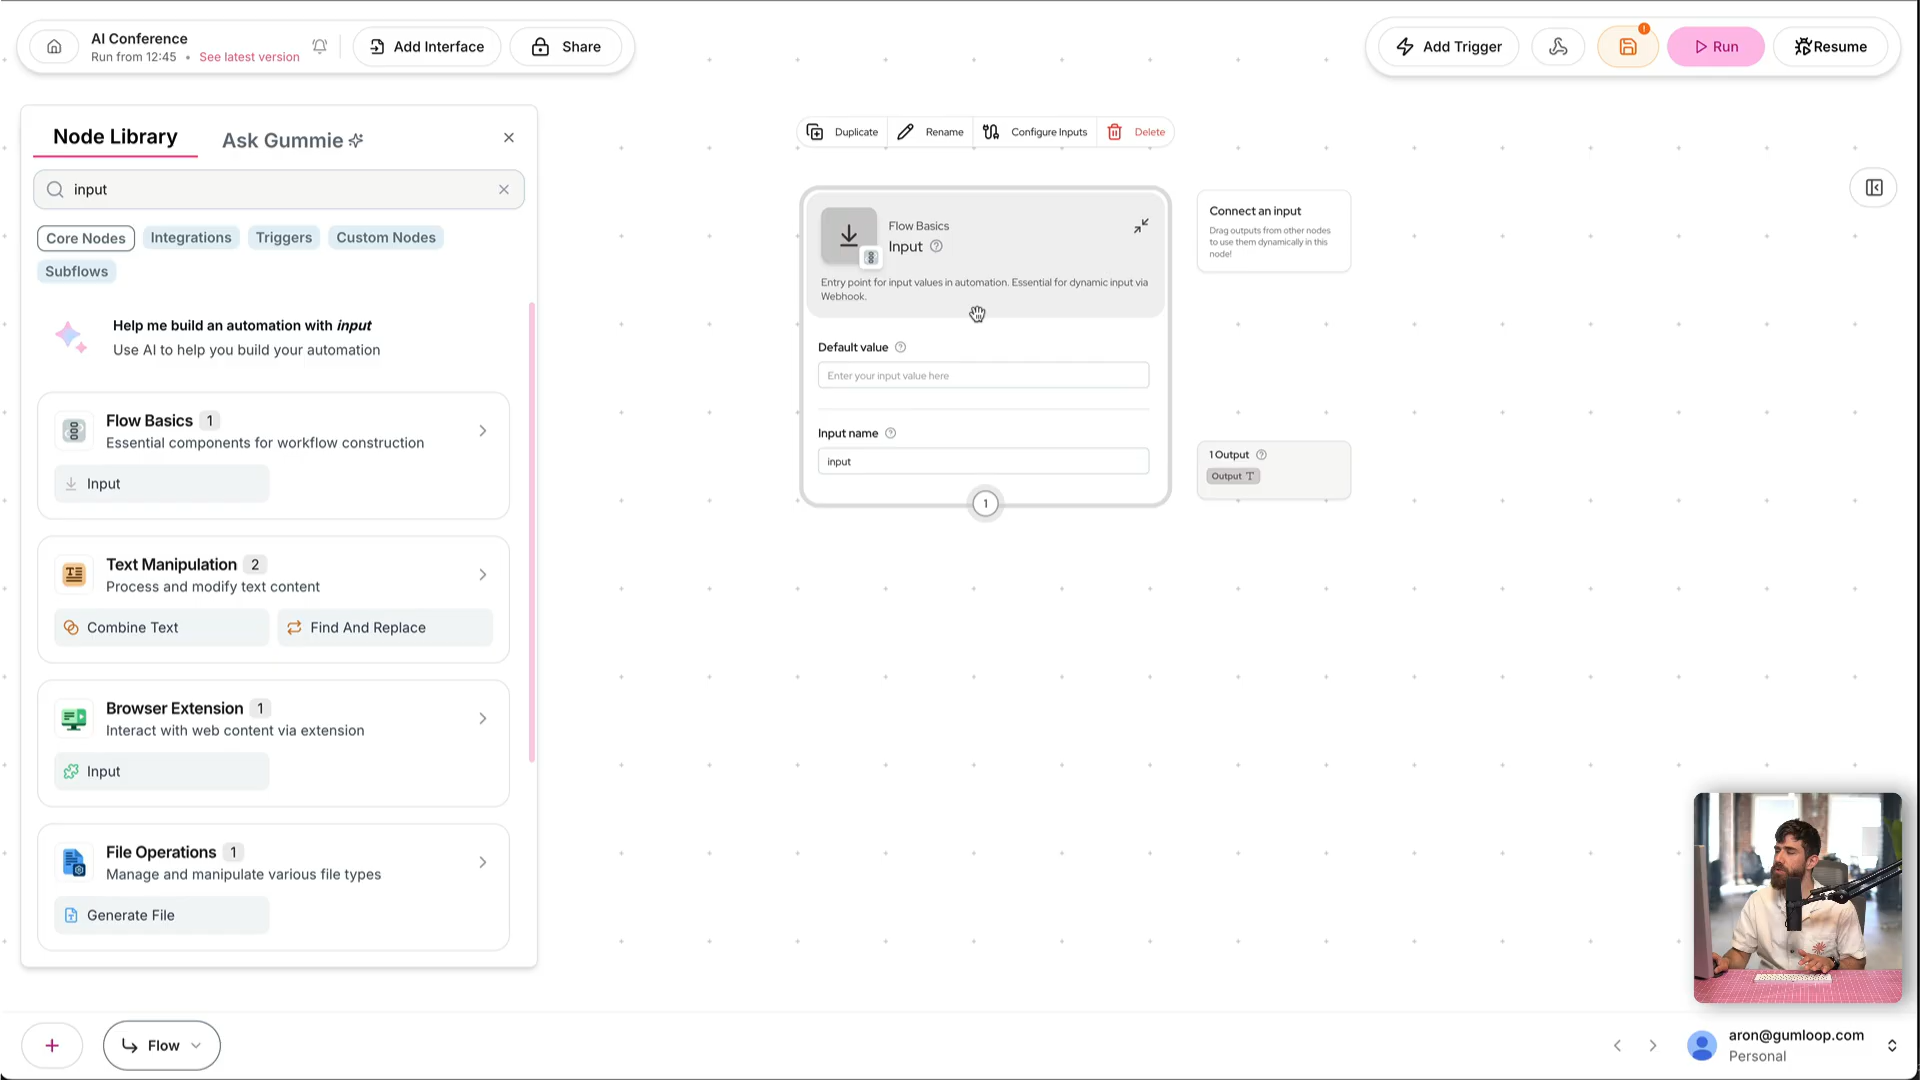 AI Conference
Run from 12:45 • See latest version
Add Interface
Share
Add Trigger
Run
Resume
Node Library
Ask Gummie
input
Core Nodes
Integrations
Triggers
Custom Nodes
Subflows
Help me build an automation with input
Use AI to help you build your automation
Flow Basics 1
Essential components for workflow construction
Input
Text Manipulation 2
Process and modify text content
Combine Text
Find And Replace
Browser Extension 1
Interact with web content via extension
Input
File Operations 1
Manage and manipulate various file types
Generate File
Duplicate
Rename
Configure Inputs
Delete
Flow Basics
Input
Entry point for input values in automation. Essential for dynamic input via
Webhook.
Default value
Enter your input value here
Input name
input
1
Connect an input
Drag outputs from other nodes
to use them dynamically in this
node!
1 Output
Output T
Flow
aron@gumloop.com
Personal